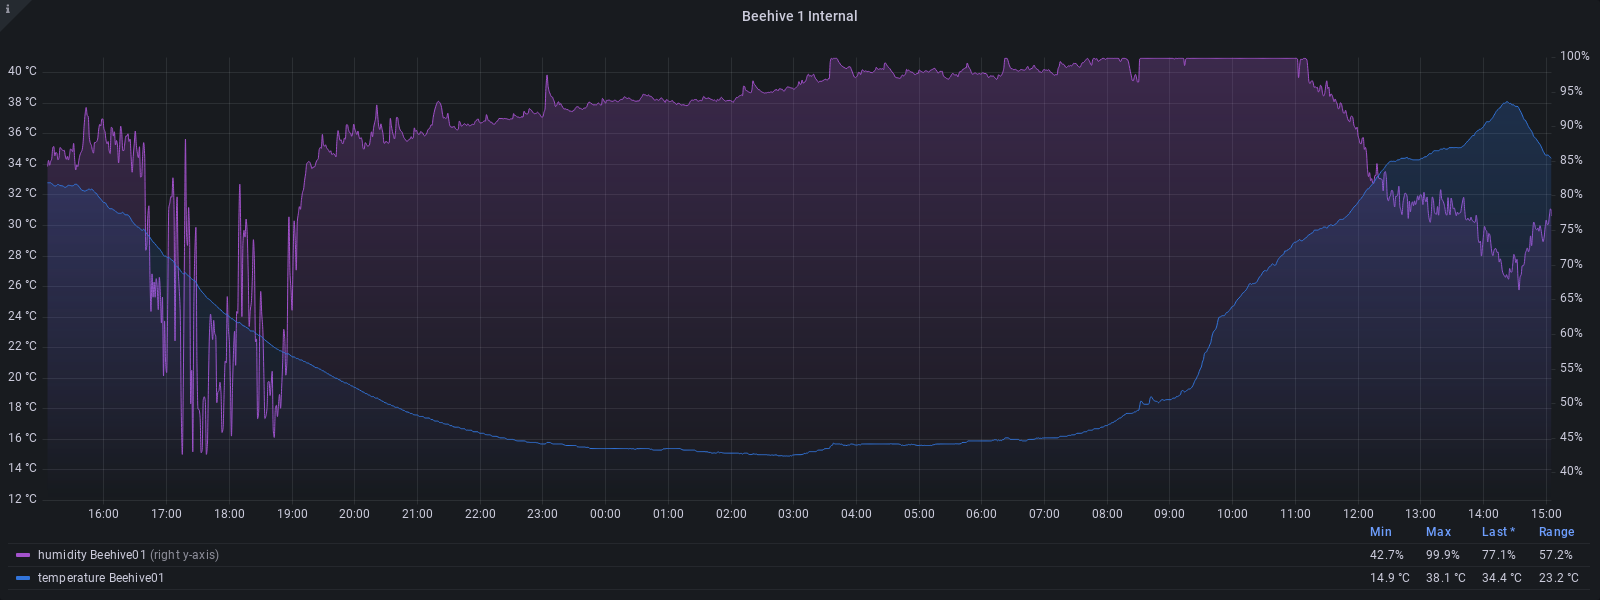 i
Beehive 1 Internal
40 °C
38 °C
36 °C
34 °C
32 °C
30 °C
28 °C
26 °C
24 °C
22 °C
20 °C
18 °C
16 °C
14 °C
12 °C
100%
95%
90%
85%
80%
75%
70%
65%
60%
55%
50%
45%
40%
16:00 17:00 18:00 19:00 20:00 21:00 22:00 23:00 00:00 01:00 02:00 03:00 04:00 05:00 06:00 07:00 08:00 09:00 10:00 11:00 12:00 13:00 14:00 15:00
Min Max Last * Range
humidity Beehive01 (right y-axis) 42.7% 99.9% 77.1% 57.2%
temperature Beehive01 14.9 °C 38.1 °C 34.4 °C 23.2 °C